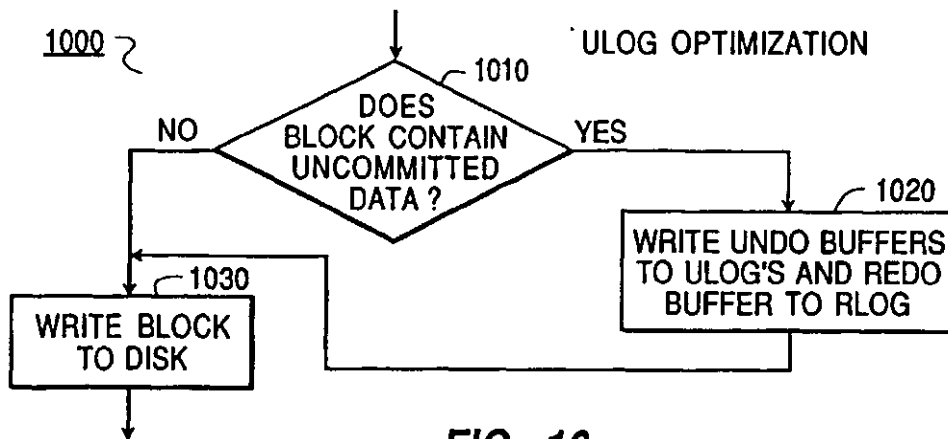 1000
ULOG OPTIMIZATION
1010
DOES
BLOCK CONTAIN
UNCOMMITTED
DATA ?
NO
YES
1020
WRITE UNDO BUFFERS
TO ULOG'S AND REDO
BUFFER TO RLOG
1030
WRITE BLOCK
TO DISK